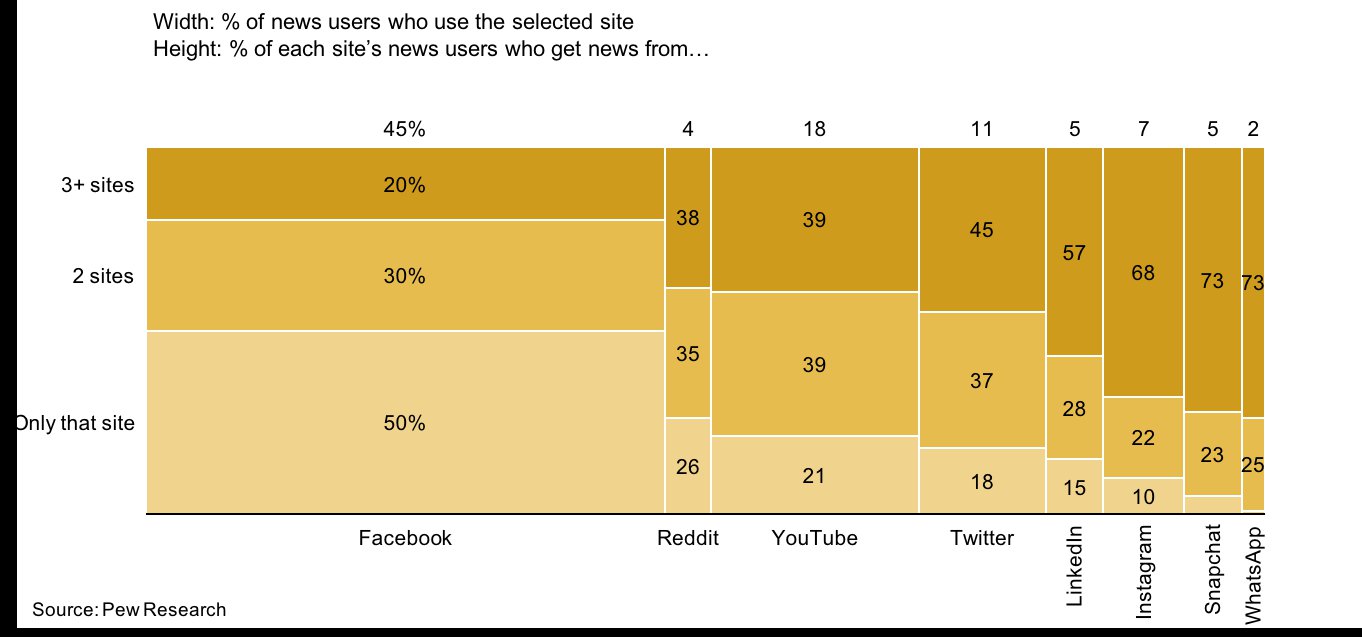 Width: % of news users who use the selected site
Height: % of each site’s news users who get news from…
45% 4 18 11 5 7 5 2
3+ sites 20% 38 39 45 57 68 73 73
2 sites 30% 35 39 37 28 22 23 25
Only that site 50% 26 21 18 15 10
Facebook Reddit YouTube Twitter LinkedIn Instagram Snapchat WhatsApp
Source: Pew Research